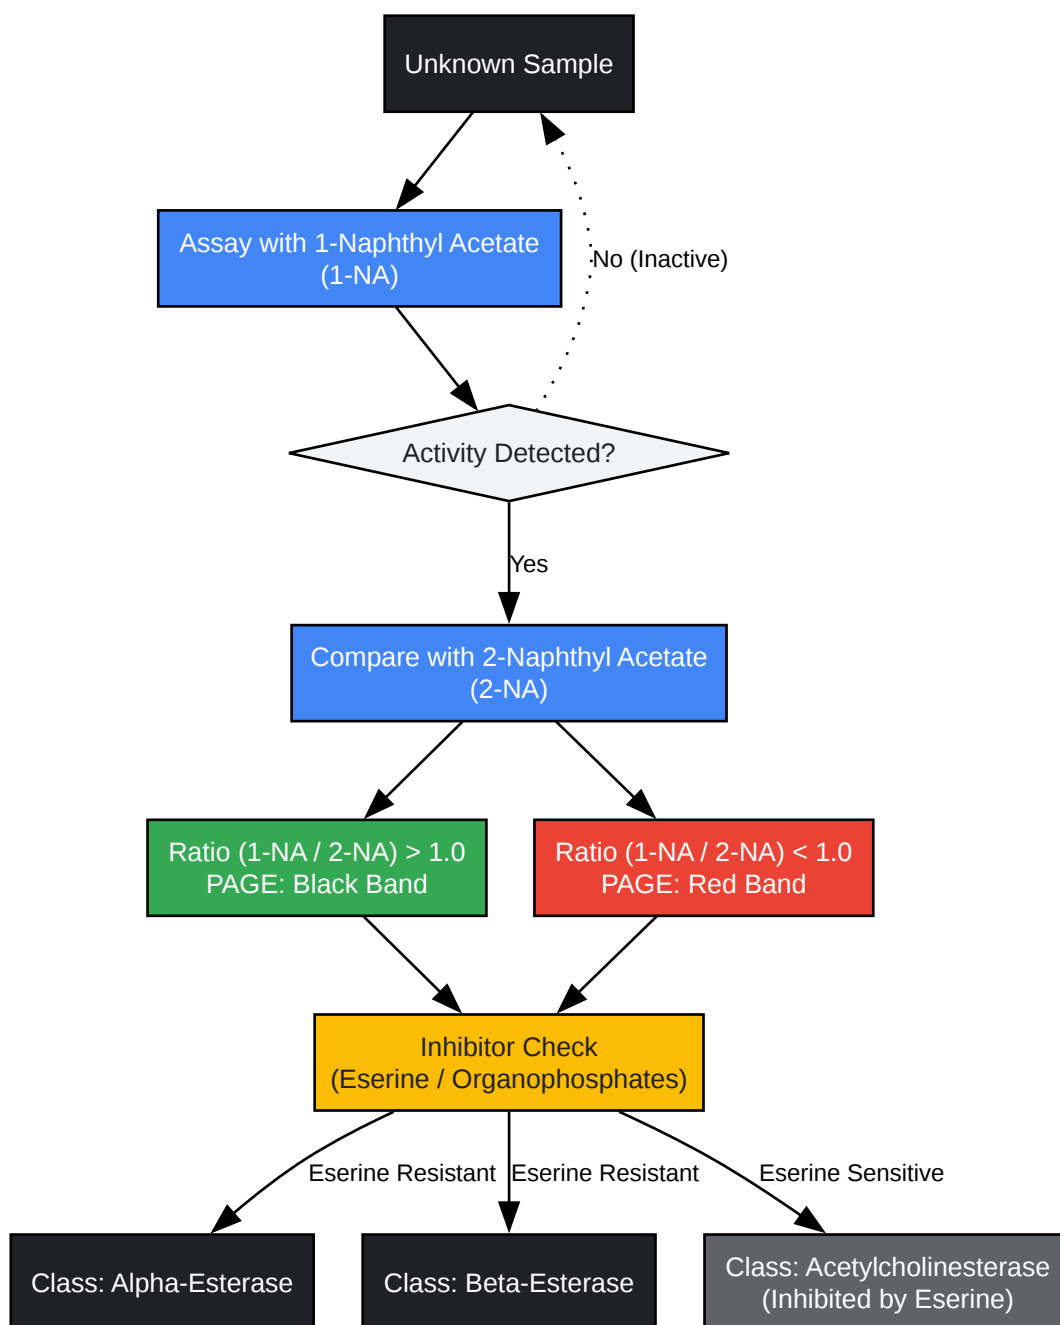 Unknown Sample
Assay with 1-Naphthyl Acetate
(1-NA)
No (Inactive)
Activity Detected?
Yes
Compare with 2-Naphthyl Acetate
(2-NA)
Ratio (1-NA / 2-NA) > 1.0
PAGE: Black Band
Ratio (1-NA / 2-NA) < 1.0
PAGE: Red Band
Inhibitor Check
(Eserine / Organophosphates)
Eserine Resistant
Eserine Resistant
Eserine Sensitive
Class: Alpha-Esterase
Class: Beta-Esterase
Class: Acetylcholinesterase
(Inhibited by Eserine)